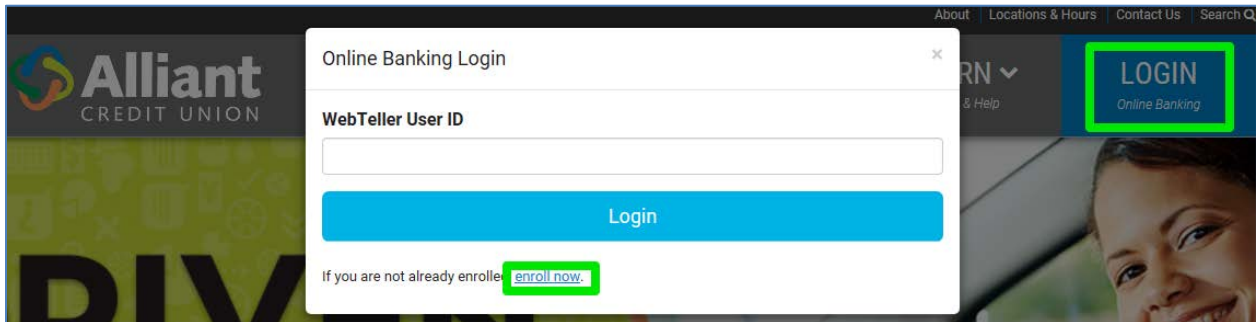 About Locations & Hours Contact Us Search
Alliant
CREDIT UNION
Online Banking Login
×
RN
& Help
LOGIN
Online Banking
WebTeller User ID
Login
If you are not already enrolled enroll now.